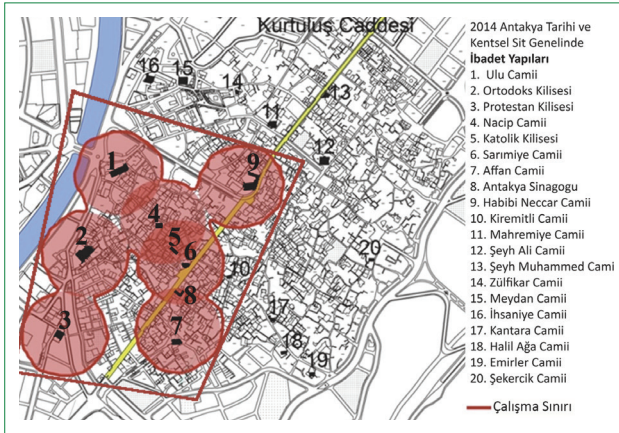 Kurtuluş Caddesi
16
15
14
13
11
12
1
9
4
2
5
6
20
10
8
3
7
17
18
19
2014 Antakya Tarihi ve
Kentsel Sit Genelinde
İbadet Yapıları
1. Ulu Camii
2. Ortodoks Kilisesi
3. Protestan Kilisesi
4. Nacip Camii
5. Katolik Kilisesi
6. Sarımiye Camii
7. Affan Camii
8. Antakya Sinagogu
9. Habibi Neccar Camii
10. Kiremitli Camii
11. Mahremiye Camii
12. Şeyh Ali Camii
13. Şeyh Muhammed Cami
14. Zülfikar Camii
15. Meydan Camii
16. İhsaniye Camii
17. Kantara Camii
18. Halil Ağa Camii
19. Emirler Camii
20. Şekercik Camii
Çalışma Sınırı